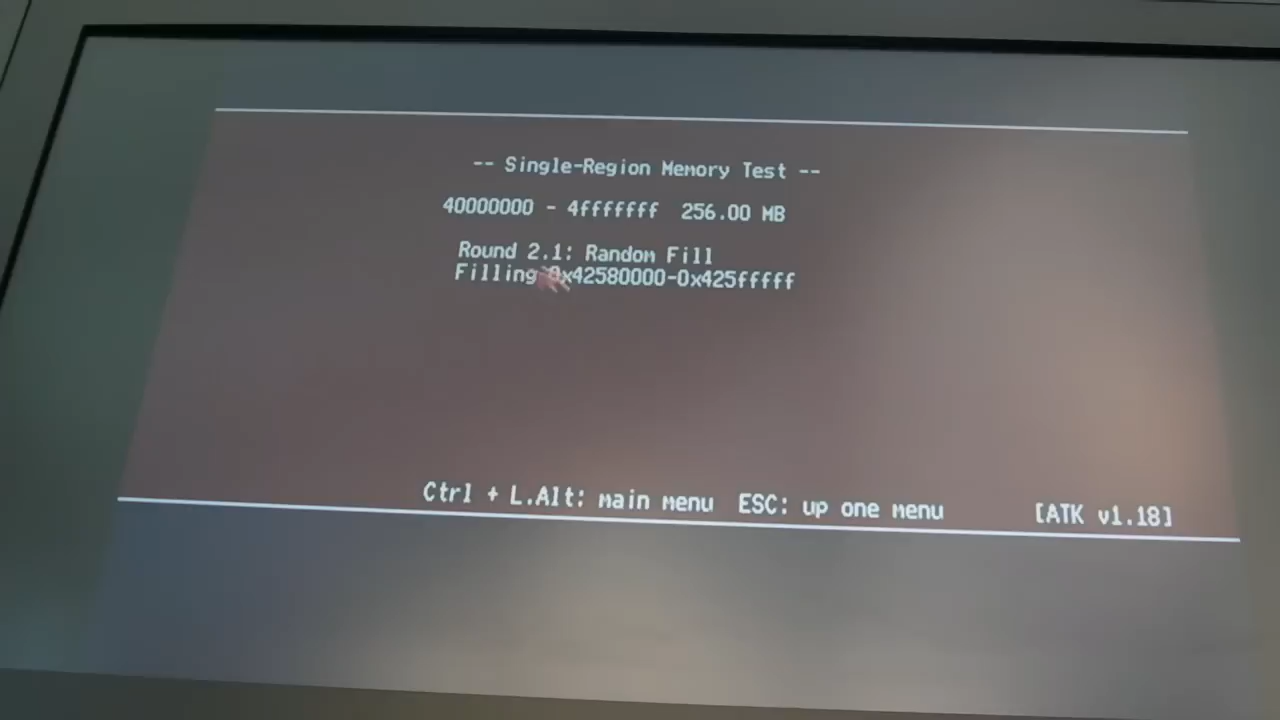 -- Single-Region Memory Test --
40000000 - 4fffffff 256.00 MB
Round 2.1: Random Fill
Filling 0x42580000-0x425fffff
Ctrl + L.Alt: main menu ESC: up one menu [ATK v1.18]